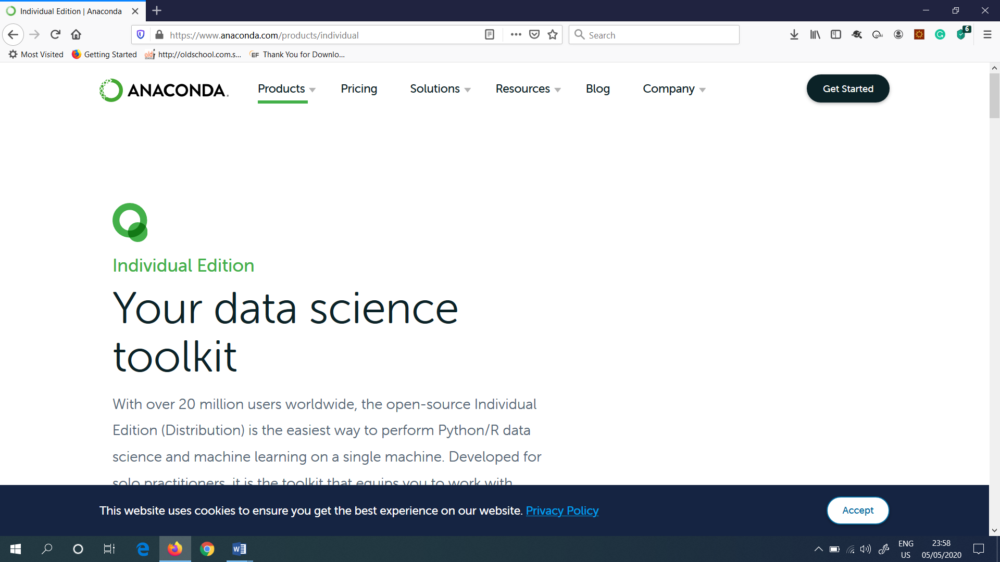 Individual Edition | Anaconda
https://www.anaconda.com/products/individual
Search
6
Most Visited
Getting Started
http://oldschool.com.s...
EF Thank You for Downlo...
ANACONDA
Products
Pricing
Solutions
Resources
Blog
Company
Get Started
Individual Edition
Your data science
toolkit
With over 20 million users worldwide, the open-source Individual
Edition (Distribution) is the easiest way to perform Python/R data
science and machine learning on a single machine. Developed for
solo practitioners, it is the toolkit that equips you to work with
This website uses cookies to ensure you get the best experience on our website. Privacy Policy
Accept
ENG
US
23:58
05/05/2020